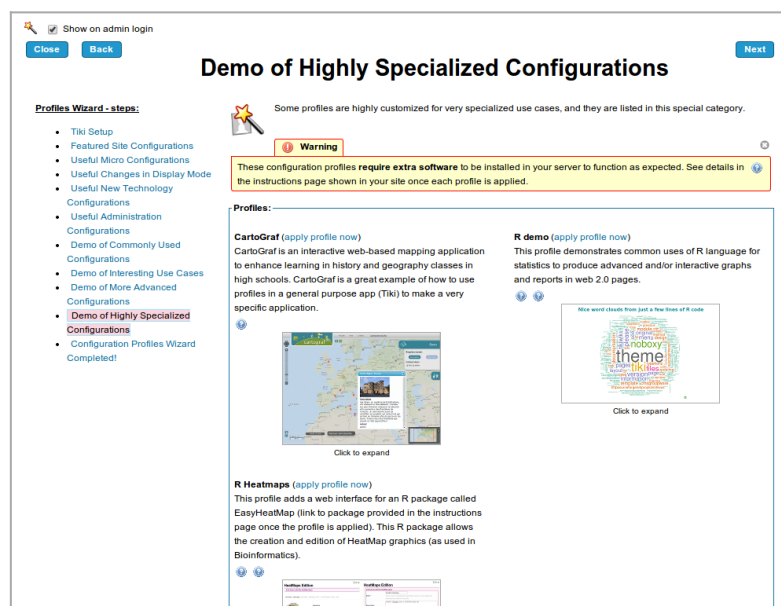 Show on admin login
Close
Back
Next
Demo of Highly Specialized Configurations
Profiles Wizard - steps:
Tiki Setup
Featured Site Configurations
Useful Micro Configurations
Useful Changes in Display Mode
Useful New Technology
Configurations
Useful Administration
Configurations
Demo of Commonly Used
Configurations
Demo of Interesting Use Cases
Demo of More Advanced
Configurations
Demo of Highly Specialized
Configurations
Configuration Profiles Wizard
Completed!
Some profiles are highly customized for very specialized use cases, and they are listed in this special category.
Warning
These configuration profiles require extra software to be installed in your server to function as expected. See details in
the instructions page shown in your site once each profile is applied.
Profiles:
CartoGraf (apply profile now)
CartoGraf is an interactive web-based mapping application
to enhance learning in history and geography classes in
high schools. CartoGraf is a great example of how to use
profiles in a general purpose app (Tiki) to make a very
specific application.
Cartograf
Click to expand
R demo (apply profile now)
This profile demonstrates common uses of R language for
statistics to produce advanced and/or interactive graphs
and reports in web 2.0 pages.
Nice word clouds from just a few lines of R code
noboxy
theme
tiki files
Click to expand
R Heatmaps (apply profile now)
This profile adds a web interface for an R package called
EasyHeatMap (link to package provided in the instructions
page once the profile is applied). This R package allows
the creation and edition of HeatMap graphics (as used in
Bioinformatics).
HeatMaps Edition
HeatMaps Edition